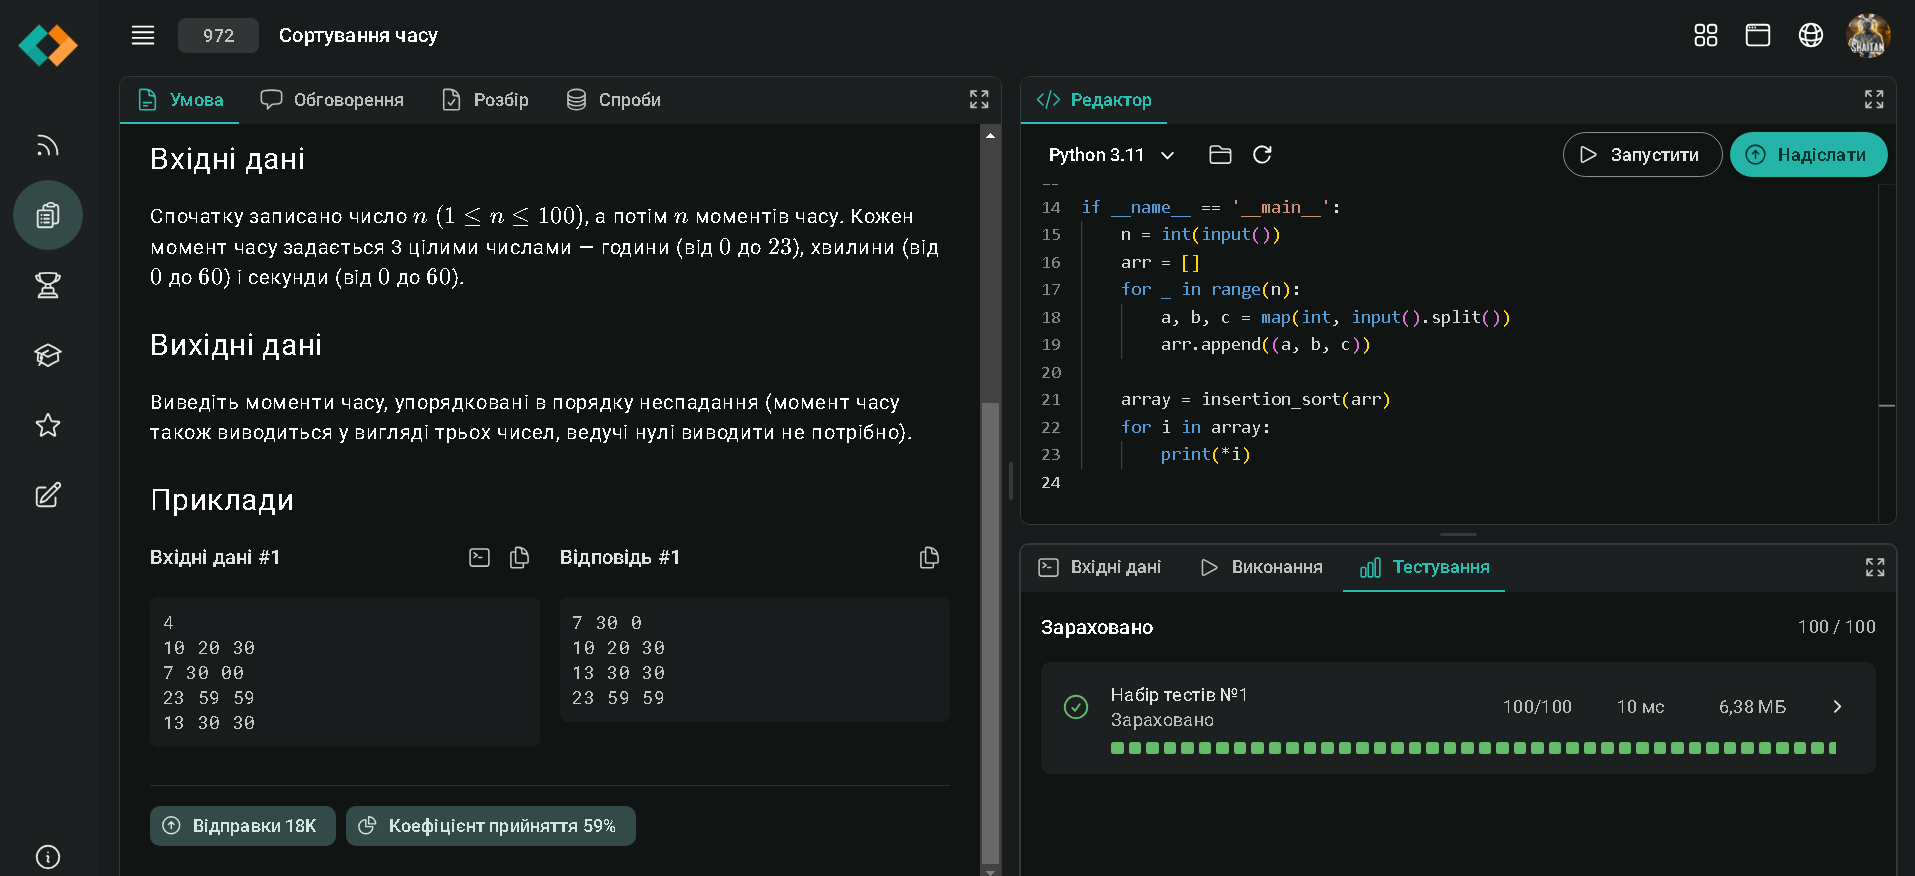 972
Сортування часу
Умова
Обговорення
Розбір
Спроби
Вхідні дані
Спочатку записано число n (1 ≤ n ≤ 100), а потім n моментів часу. Кожен
момент часу задається 3 цілими числами — години (від 0 до 23), хвилини (від
0 до 60) і секунди (від 0 до 60).
Вихідні дані
Виведіть моменти часу, упорядковані в порядку неспадання (момент часу
також виводиться у вигляді трьох чисел, ведучі нулі виводити не потрібно).
Приклади
Вхідні дані #1
4
10 20 30
7 30 00
23 59 59
13 30 30
Відповідь #1
7 30 0
10 20 30
13 30 30
23 59 59
Відправки 18K
Коефіцієнт прийняття 59%
Редактор
Python 3.11
Запустити
Надіслати
14 if __name__ == '__main__':
15 n = int(input())
16 arr = []
17 for _ in range(n):
18 a, b, c = map(int, input().split())
19 arr.append((a, b, c))
20
21 array = insertion_sort(arr)
22 for i in array:
23 print(*i)
24
Вхідні дані
Виконання
Тестування
Зараховано
100 / 100
Набір тестів №1
Зараховано
100/100
10 мс
6,38 МБ
SHAITAN